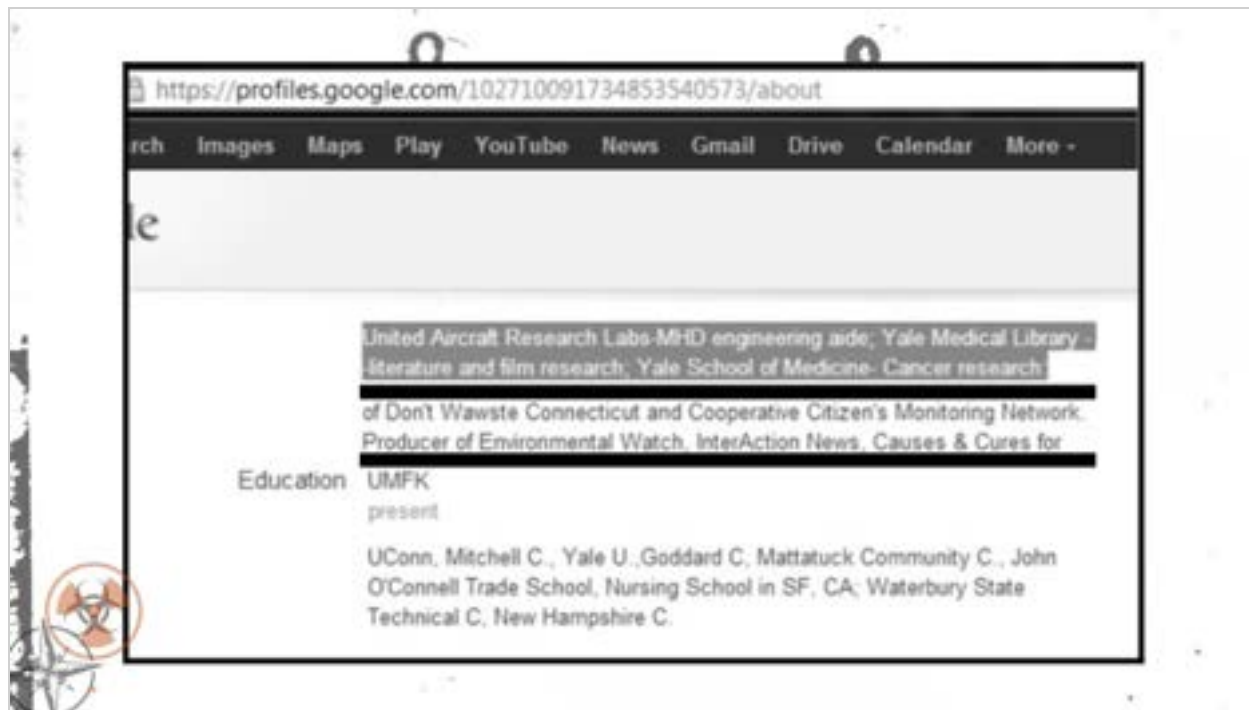 https://profiles.google.com/102710091734853540573/about
rch Images Maps Play YouTube News Gmail Drive Calendar More
le
United Aircraft Research Labs-MHD engineering aide; Yale Medical Library -
-literature and film research; Yale School of Medicine- Cancer research;
of Don't Wawste Connecticut and Cooperative Citizen's Monitoring Network.
Producer of Environmental Watch, InterAction News, Causes & Cures for
Education UMFK
present
UConn, Mitchell C., Yale U.,Goddard C, Mattatuck Community C., John
O'Connell Trade School, Nursing School in SF, CA; Waterbury State
Technical C, New Hampshire C.